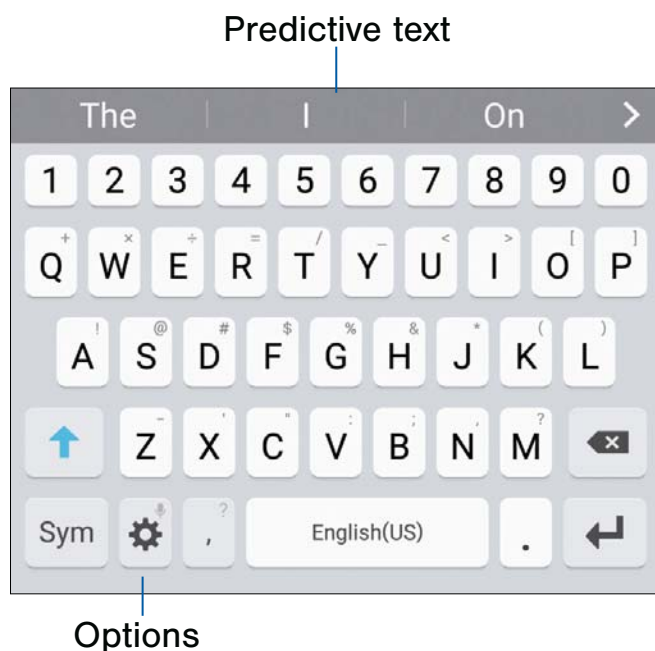 Predictive text
The I On >
1 2 3 4 5 6 7 8 9 0
+ × ÷ = / _ < > [ ]
Q W E R T Y U I O P
! @ # $ % & * ( )
A S D F G H J K L
- ' " : ; , ?
Z X C V B N M
?
Sym , English(US) .
Options